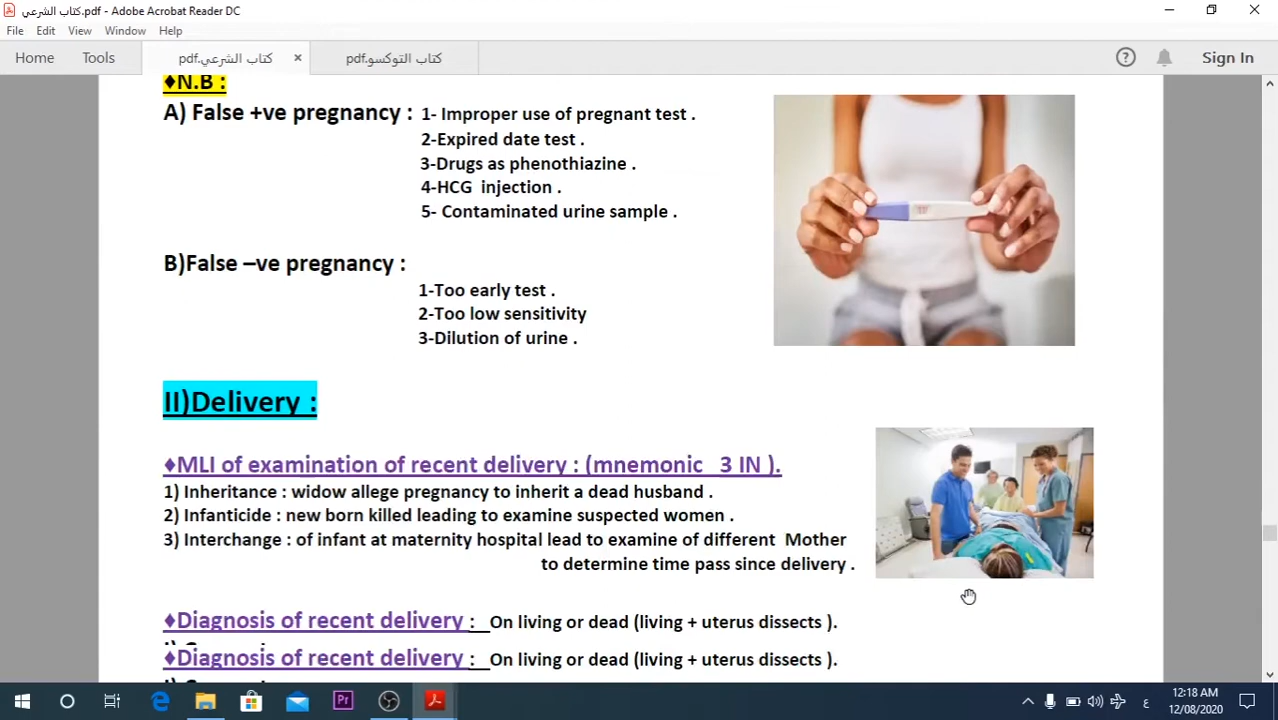 كتاب الشرعي.pdf - Adobe Acrobat Reader DC
File Edit View Window Help
Home Tools كتاب الشرعي.pdf × كتاب التوكسو.pdf Sign In
♦N.B :
A) False +ve pregnancy : 1- Improper use of pregnant test .
2-Expired date test .
3-Drugs as phenothiazine .
4-HCG injection .
5- Contaminated urine sample .
B)False –ve pregnancy :
1-Too early test .
2-Too low sensitivity
3-Dilution of urine .
II)Delivery :
♦MLI of examination of recent delivery : (mnemonic 3 IN ).
1) Inheritance : widow allege pregnancy to inherit a dead husband .
2) Infanticide : new born killed leading to examine suspected women .
3) Interchange : of infant at maternity hospital lead to examine of different Mother
to determine time pass since delivery .
♦Diagnosis of recent delivery : On living or dead (living + uterus dissects ).
♦Diagnosis of recent delivery : On living or dead (living + uterus dissects ).
Pr ع 12:18 AM
12/08/2020